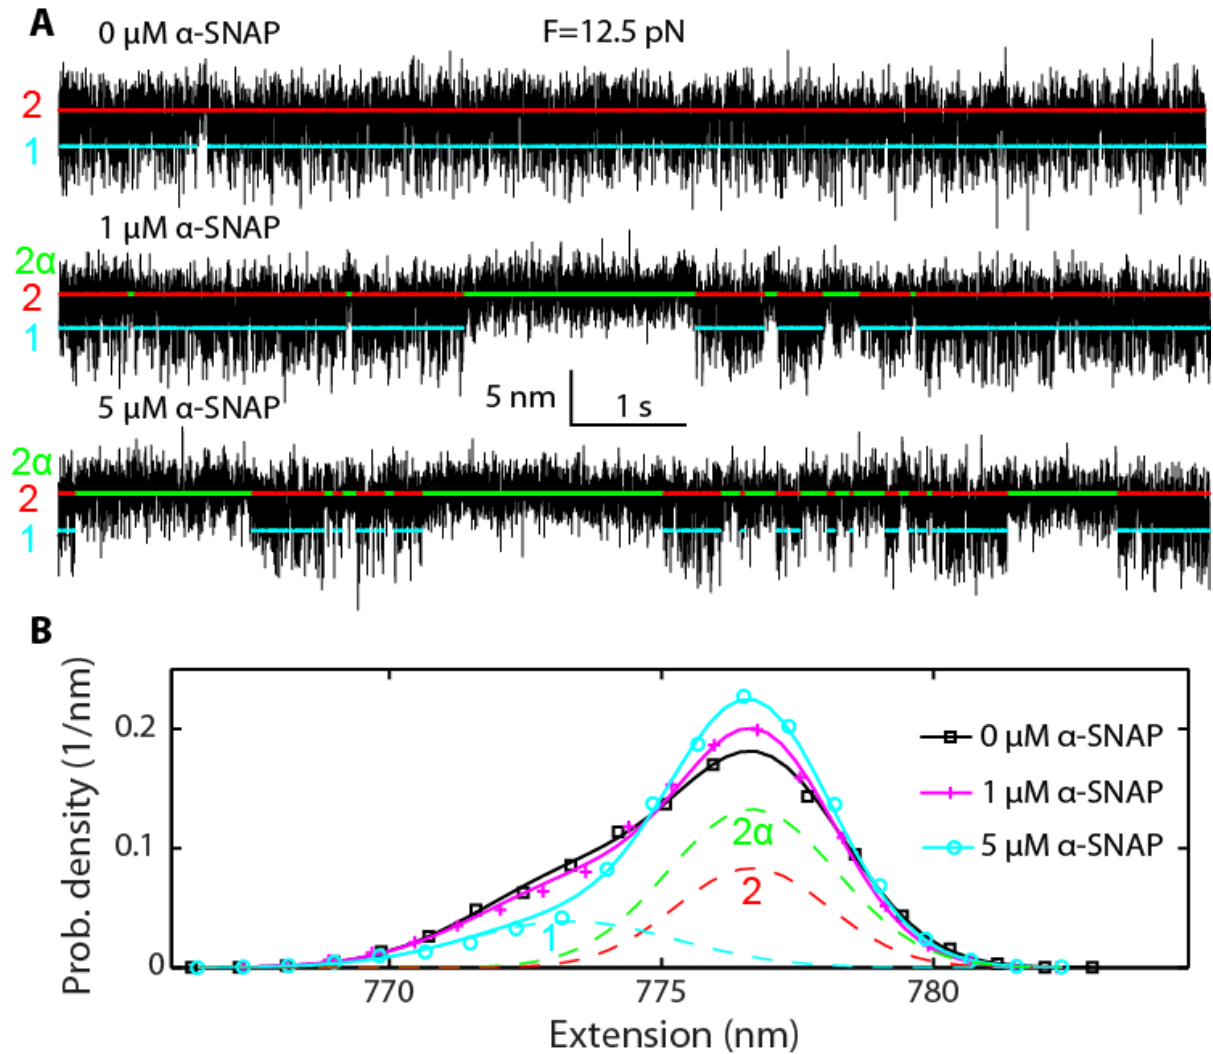 A
0 μM α-SNAP
F=12.5 pN
2
1
1 μM α-SNAP
2α
2
1
5 nm
1 s
5 μM α-SNAP
2α
2
1
B
Prob. density (1/nm)
0.2
0.1
0
0 μM α-SNAP
1 μM α-SNAP
5 μM α-SNAP
2α
2
1
770
775
780
Extension (nm)